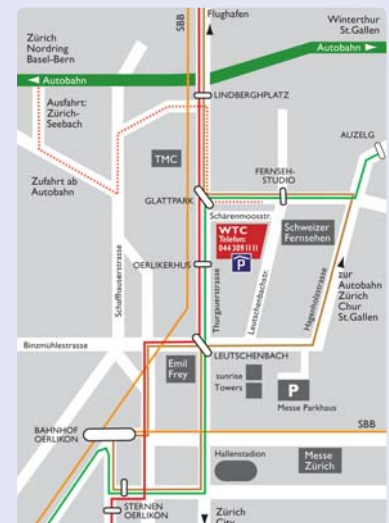 SBB
Flughafen
Winterthur
St.Gallen
Zürich
Nordring
Basel-Bern
Autobahn
Autobahn
LINDBERGHPLATZ
Ausfahrt:
Zürich-
Seebach
AUZELG
TMC
FERNSEH-
STUDIO
Zufahrt ab
Autobahn
GLATTPARK
Schärenmoosstr.
WTC
Telefon:
044 309 11 11
P
Schweizer
Fernsehen
OERLIKERHUS
Schaffhauserstrasse
Thurgauerstrasse
Leutschenbachstr.
Hagenholzstrasse
zur
Autobahn
Zürich
Chur
St.Gallen
Binzmühlestrasse
LEUTSCHENBACH
Emil
Frey
sunrise
Towers
P
Messe Parkhaus
BAHNHOF
OERLIKON
SBB
Hallenstadion
Messe
Zürich
STERNEN
OERLIKON
Zürich
City